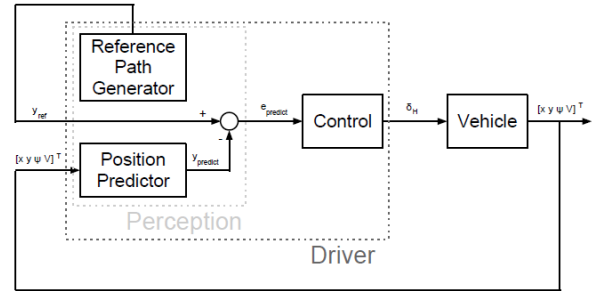 Reference
Path
Generator
y_ref
+
e_predict
Control
δ_H
Vehicle
[x y ψ V]^T
-
[x y ψ V]^T
Position
Predictor
y_predict
Perception
Driver